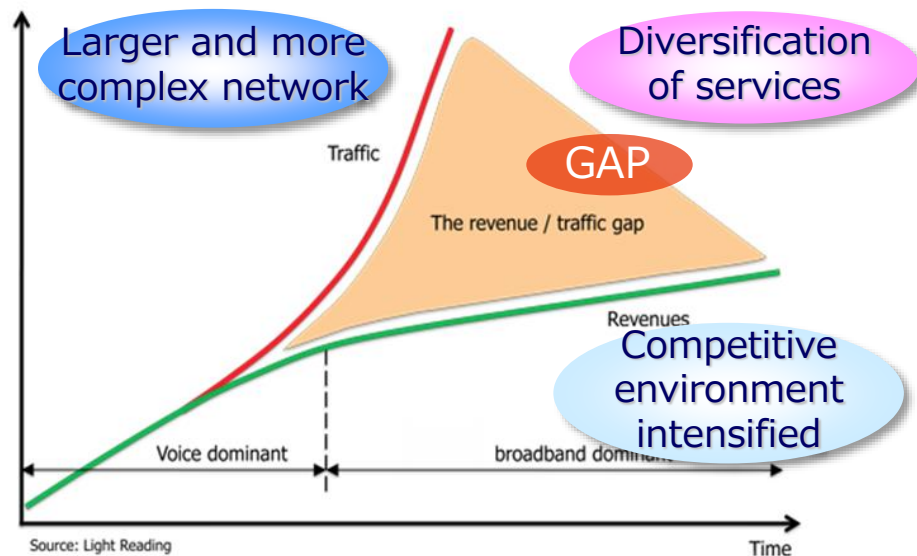 Larger and more
complex network
Diversification
of services
Traffic
GAP
The revenue / traffic gap
Revenues
Competitive
environment
intensified
Voice dominant
broadband dominant
Source: Light Reading
Time